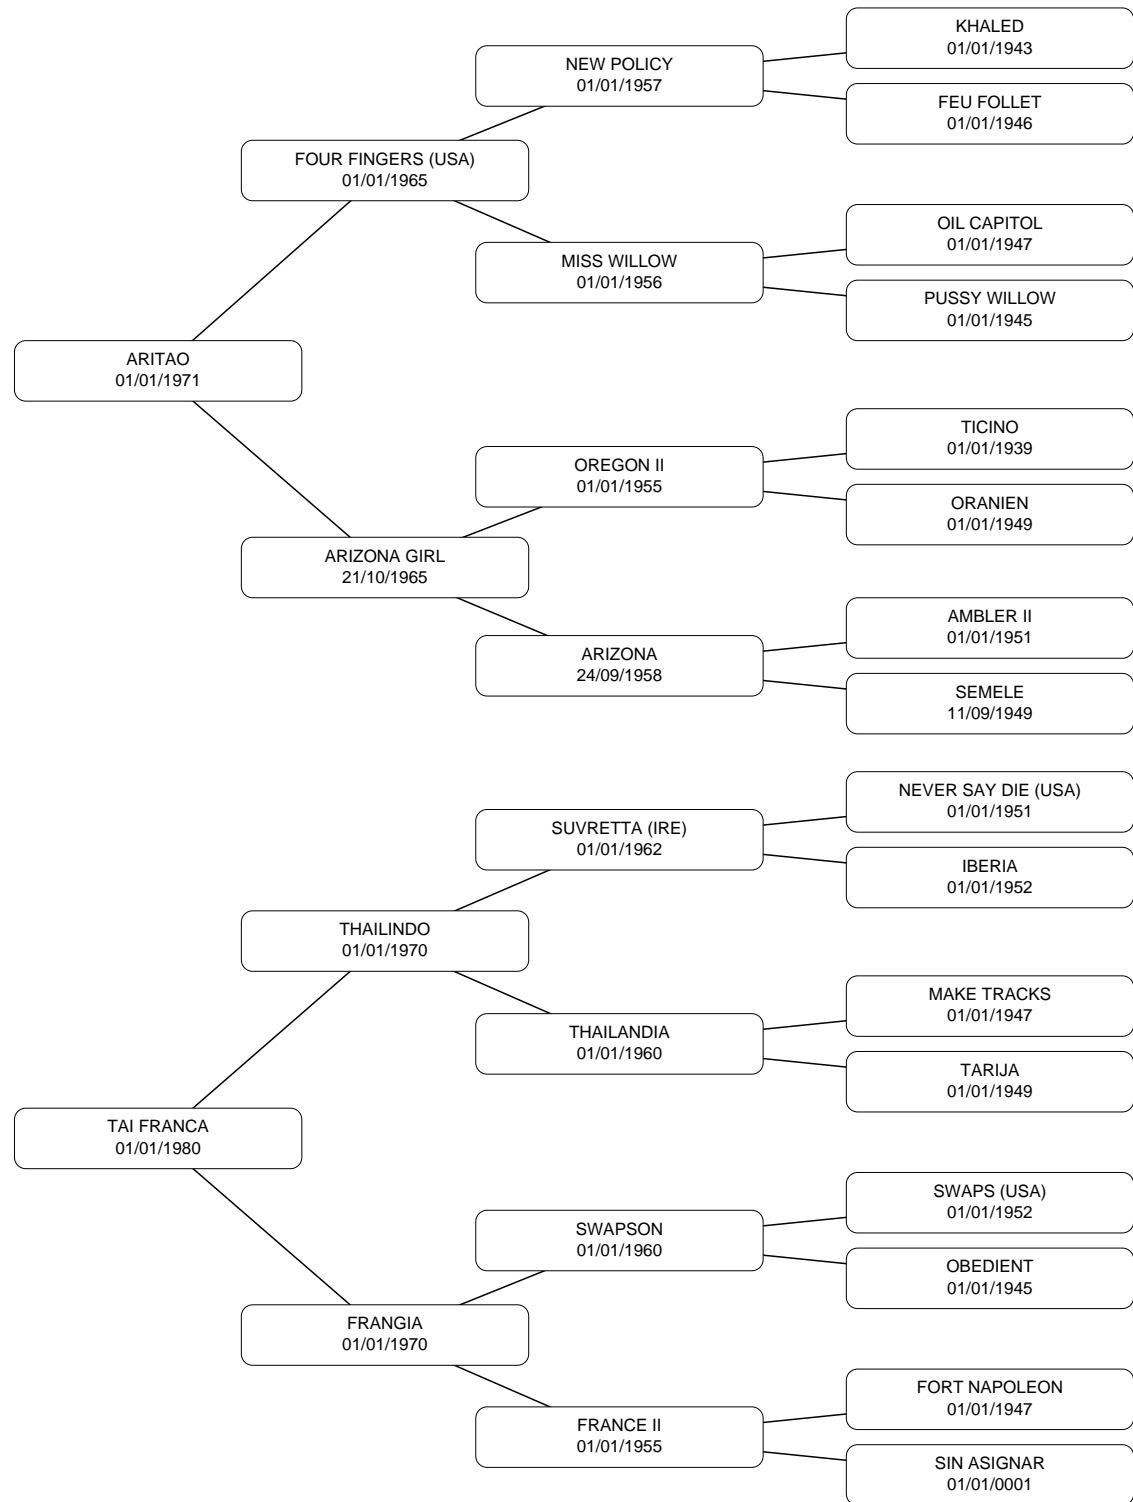 KHALED
01/01/1943
NEW POLICY
01/01/1957
FEU FOLLET
01/01/1946
FOUR FINGERS (USA)
01/01/1965
OIL CAPITOL
01/01/1947
MISS WILLOW
01/01/1956
PUSSY WILLOW
01/01/1945
ARITAO
01/01/1971
TICINO
01/01/1939
OREGON II
01/01/1955
ORANIEN
01/01/1949
ARIZONA GIRL
21/10/1965
AMBLER II
01/01/1951
ARIZONA
24/09/1958
SEMELE
11/09/1949
NEVER SAY DIE (USA)
01/01/1951
SUVRETTA (IRE)
01/01/1962
IBERIA
01/01/1952
THAILINDO
01/01/1970
MAKE TRACKS
01/01/1947
THAILANDIA
01/01/1960
TARIJA
01/01/1949
TAI FRANCA
01/01/1980
SWAPS (USA)
01/01/1952
SWAPSON
01/01/1960
OBEDIENT
01/01/1945
FRANGIA
01/01/1970
FORT NAPOLEON
01/01/1947
FRANCE II
01/01/1955
SIN ASIGNAR
01/01/0001